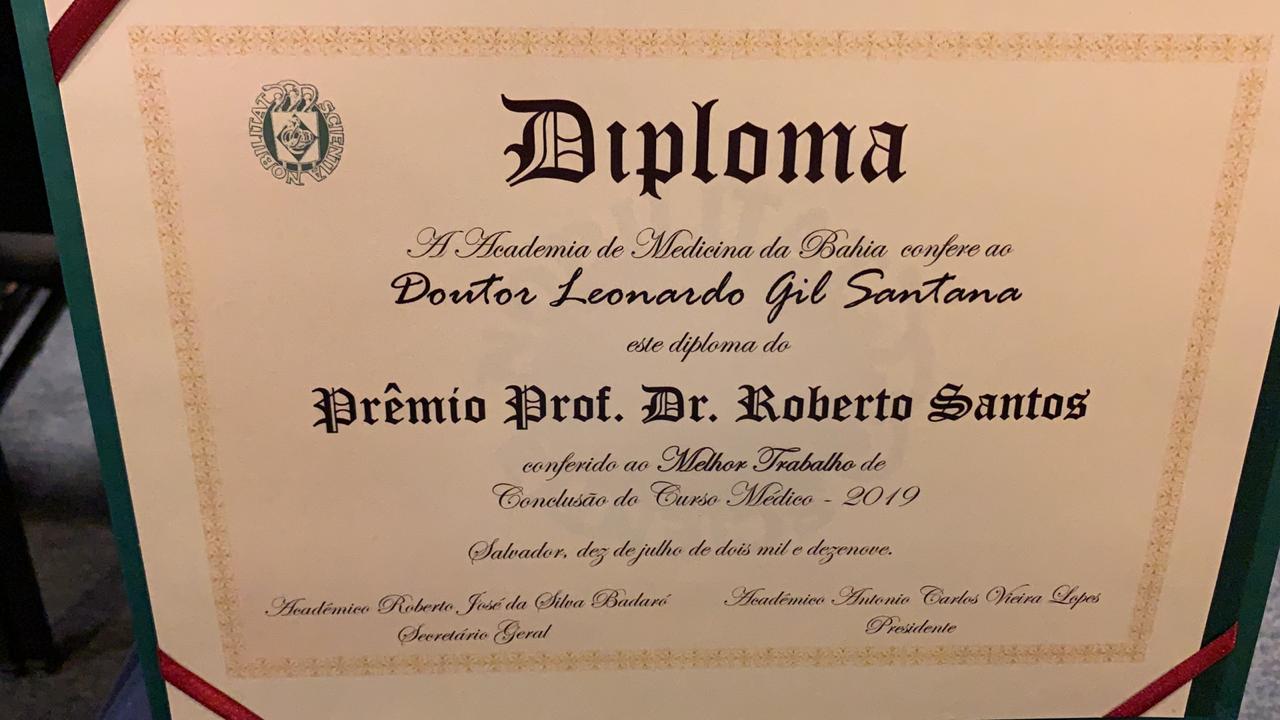 NOBILITAT SCIENTIA
Diploma
A Academia de Medicina da Bahia confere ao
Doutor Leonardo Gil Santana
este diploma do
Prêmio Prof. Dr. Roberto Santos
conferido ao Melhor Trabalho de
Conclusão do Curso Médico - 2019
Salvador, dez de julho de dois mil e dezenove.
Acadêmico Roberto José da Silva Badaró
Secretário Geral
Acadêmico Antonio Carlos Vieira Lopes
Presidente